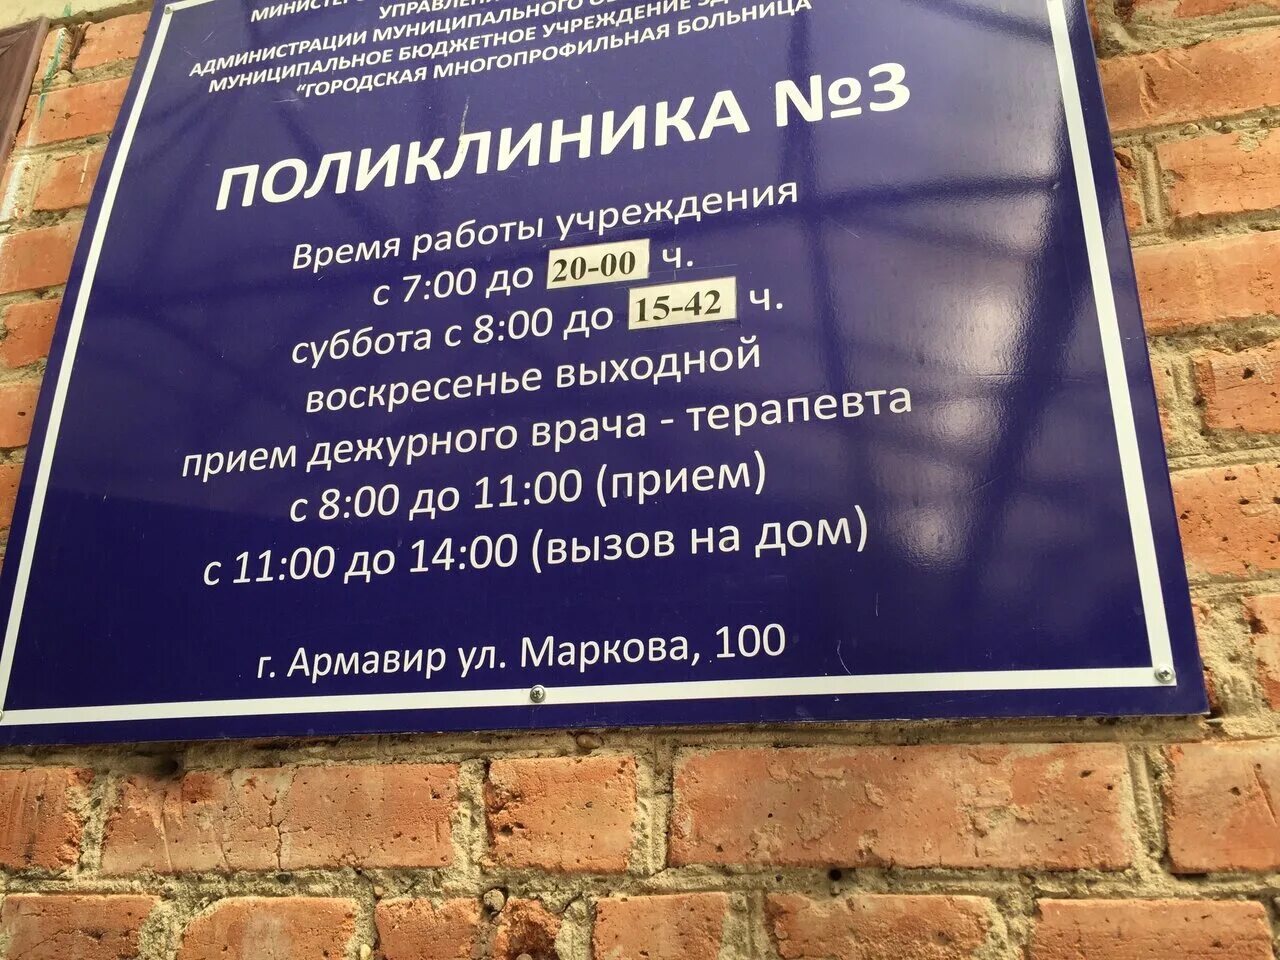 УПРАВЛЕН
АДМИНИСТРАЦИИ МУНИЦИПАЛЬНОГО
МУНИЦИПАЛЬНОЕ БЮДЖЕТНОЕ УЧРЕЖДЕНИЕ
"ГОРОДСКАЯ МНОГОПРОФИЛЬНАЯ БОЛЬНИЦА
ПОЛИКЛИНИКА №3
Время работы учреждения
с 7:00 до 20-00 ч.
суббота с 8:00 до 15-42 ч.
воскресенье выходной
прием дежурного врача - терапевта
с 8:00 до 11:00 (прием)
с 11:00 до 14:00 (вызов на дом)
г. Армавир ул. Маркова, 100